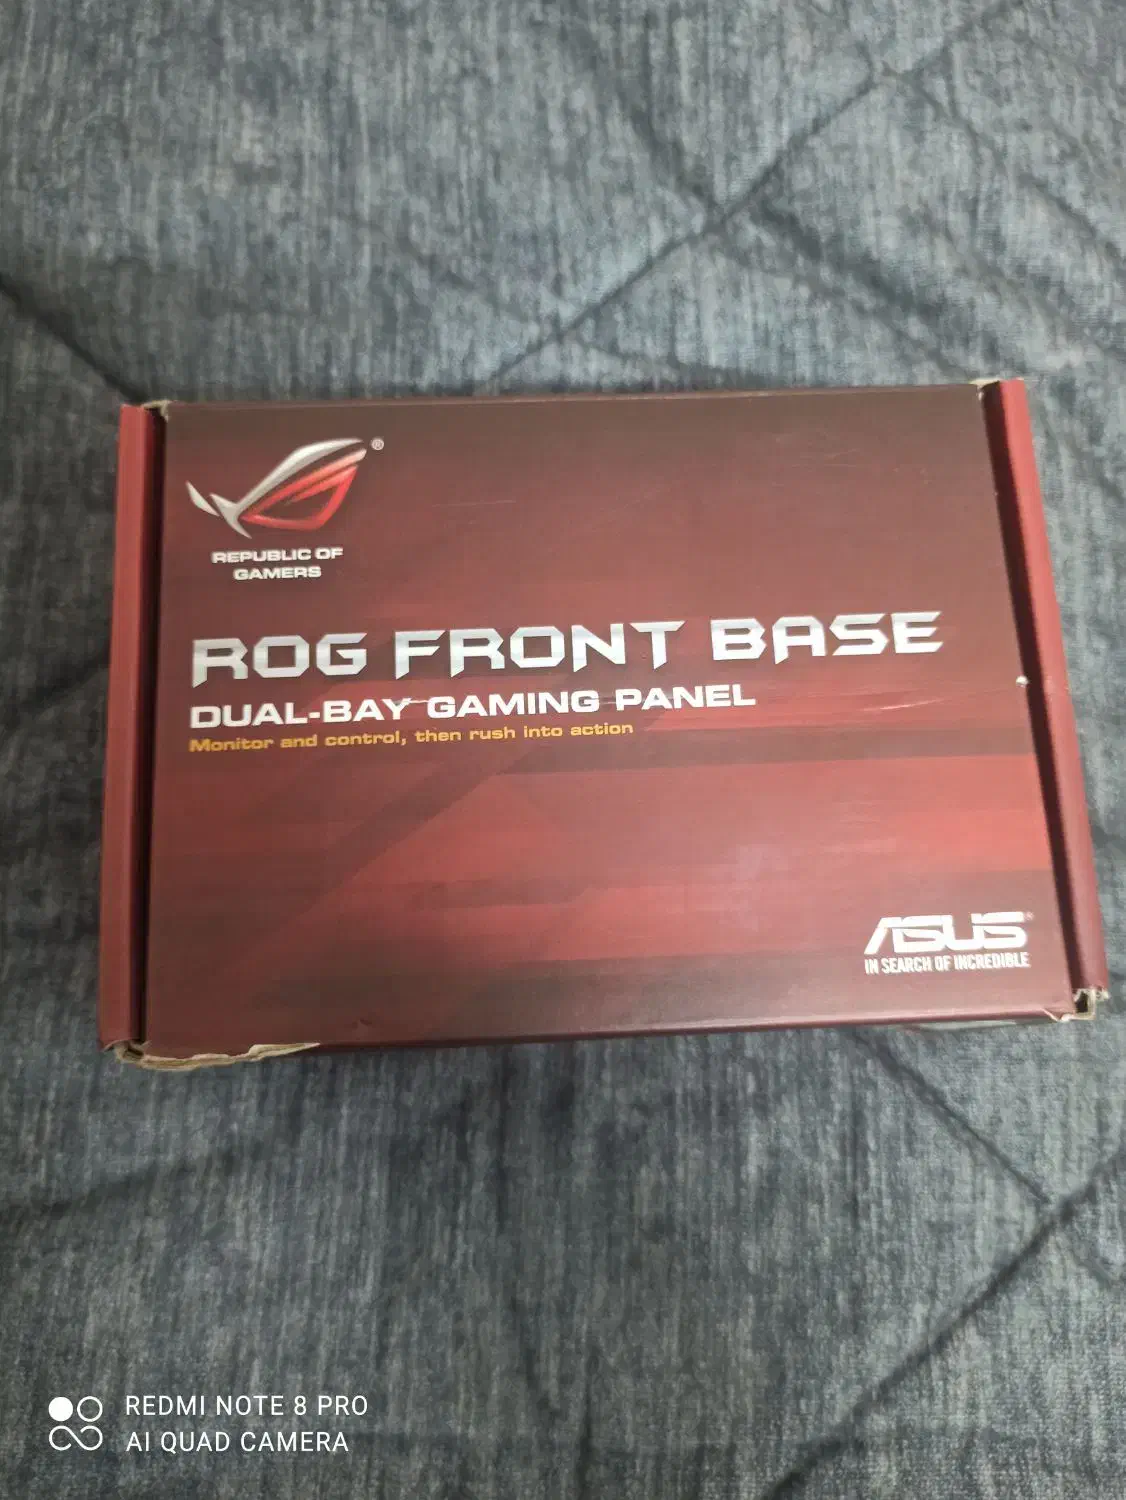 ®
REPUBLIC OF
GAMERS
ROG FRONT BASE
DUAL-BAY GAMING PANEL
Monitor and control, then rush into action
ASUS
IN SEARCH OF INCREDIBLE
REDMI NOTE 8 PRO
AI QUAD CAMERA